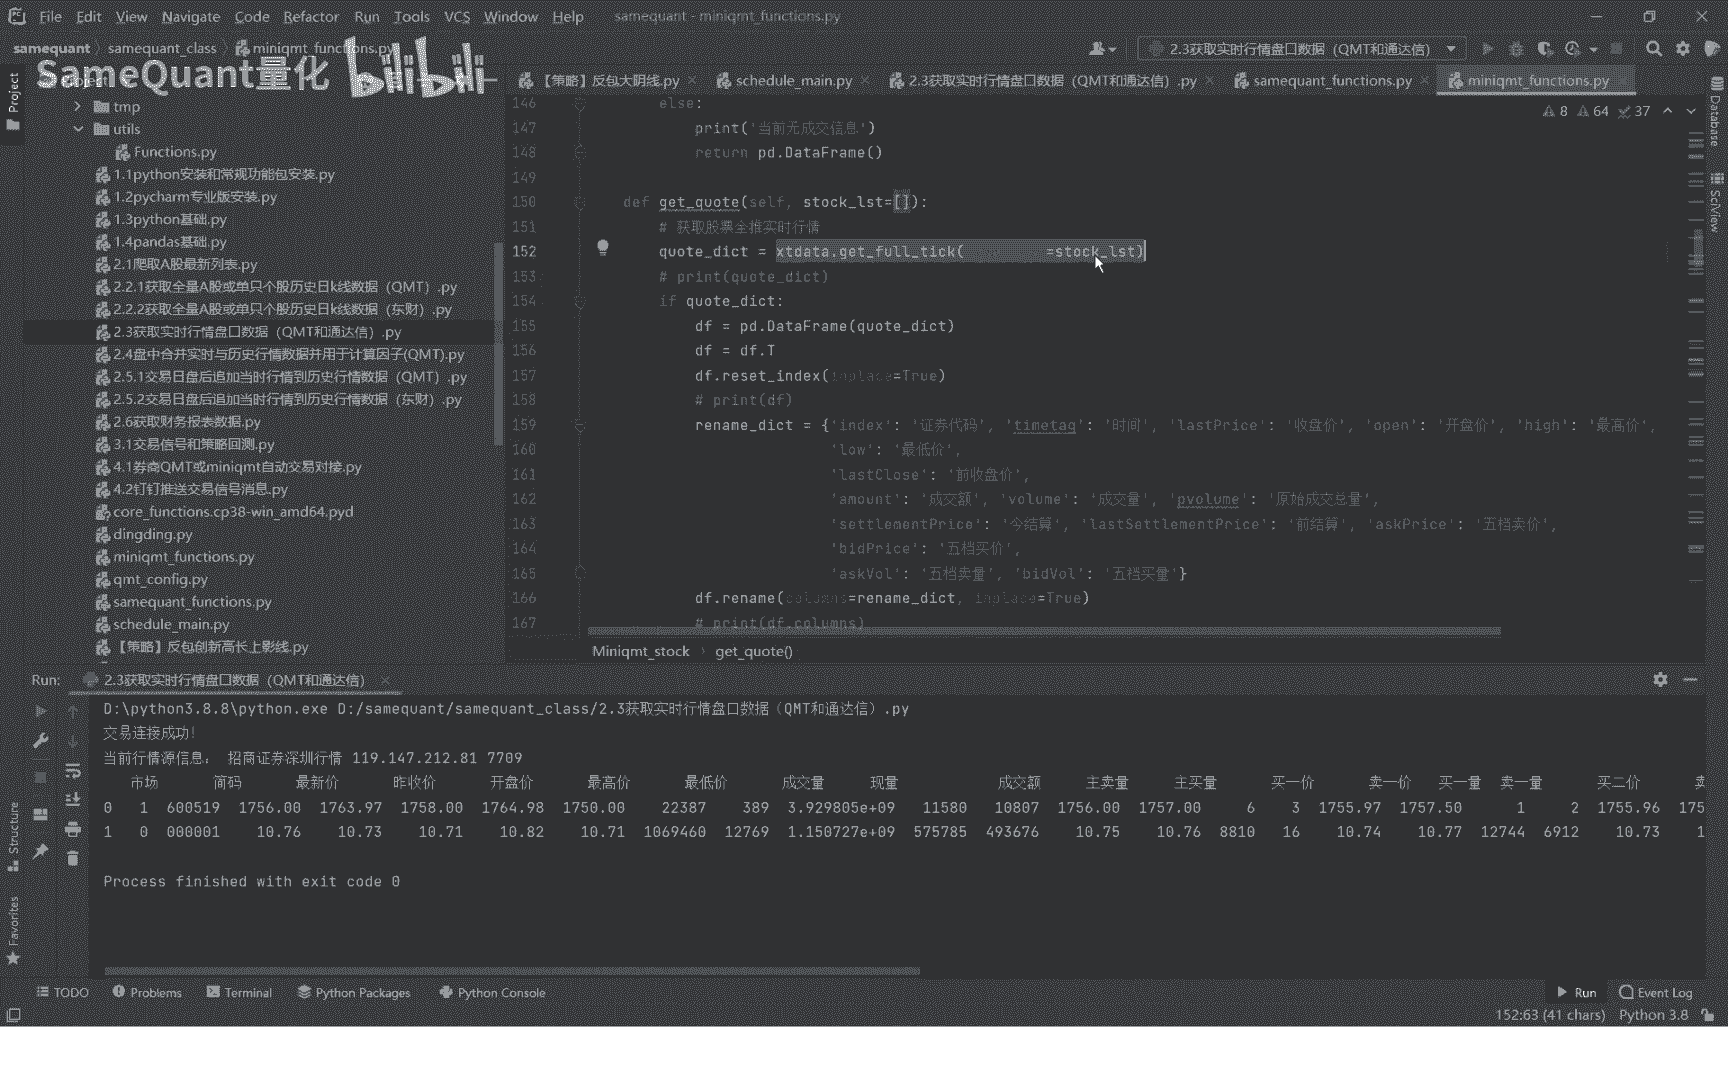 File Edit View Navigate Code Refactor Run Tools VCS Window Help samequant - miniqmt_functions.py
samequant samequant_class miniqmt_functions.py 2.3获取实时行情盘口数据（QMT和通达信）
SameQuant量化 bilibili
【策略】反包大阴线.py schedule_main.py 2.3获取实时行情盘口数据（QMT和通达信）.py samequant_functions.py miniqmt_functions.py
Project
tmp
utils
Functions.py
1.1python安装和常规功能包安装.py
1.2pycharm专业版安装.py
1.3python基础.py
1.4pandas基础.py
2.1爬取A股最新列表.py
2.2.1获取全量A股或单只个股历史日k线数据（QMT）.py
2.2.2获取全量A股或单只个股历史日k线数据（东财）.py
2.3获取实时行情盘口数据（QMT和通达信）.py
2.4盘中合并实时与历史行情数据并用于计算因子(QMT).py
2.5.1交易日盘后追加当时行情到历史行情数据（QMT）.py
2.5.2交易日盘后追加当时行情到历史行情数据（东财）.py
2.6获取财务报表数据.py
3.1交易信号和策略回测.py
4.1券商QMT或miniqmt自动交易对接.py
4.2钉钉推送交易信号消息.py
core_functions.cp38-win_amd64.pyd
dingding.py
miniqmt_functions.py
qmt_config.py
samequant_functions.py
schedule_main.py
【策略】反包创新高长上影线.py
8 64 37
146 else:
147 print('当前无成交信息')
148 return pd.DataFrame()
149
150 def get_quote(self, stock_lst=[]):
151 # 获取股票全推实时行情
152 quote_dict = xtdata.get_full_tick( =stock_lst)
153 # print(quote_dict)
154 if quote_dict:
155 df = pd.DataFrame(quote_dict)
156 df = df.T
157 df.reset_index(inplace=True)
158 # print(df)
159 rename_dict = {'index': '证券代码', 'timetag': '时间', 'lastPrice': '收盘价', 'open': '开盘价', 'high': '最高价',
160 'low': '最低价',
161 'lastClose': '前收盘价',
162 'amount': '成交额', 'volume': '成交量', 'pvolume': '原始成交总量',
163 'settlementPrice': '今结算', 'lastSettlementPrice': '前结算', 'askPrice': '五档卖价',
164 'bidPrice': '五档买价',
165 'askVol': '五档卖量', 'bidVol': '五档买量'}
166 df.rename(columns=rename_dict, inplace=True)
167 # print(df.columns)
Miniqmt_stock get_quote()
Database
SciView
Run: 2.3获取实时行情盘口数据（QMT和通达信）
D:\python3.8.8\python.exe D:/samequant/samequant_class/2.3获取实时行情盘口数据（QMT和通达信）.py
交易连接成功!
当前行情源信息： 招商证券深圳行情 119.147.212.81 7709
市场 简码 最新价 昨收价 开盘价 最高价 最低价 成交量 现量 成交额 主卖量 主买量 买一价 卖一价 买一量 卖一量 买二价
0 1 600519 1756.00 1763.97 1758.00 1764.98 1750.00 22387 389 3.929805e+09 11580 10807 1756.00 1757.00 6 3 1755.97 1757.50 1 2 1755.96 175
1 0 000001 10.76 10.73 10.71 10.82 10.71 1069460 12769 1.150727e+09 575785 493676 10.75 10.76 8810 16 10.74 10.77 12744 6912 10.73 1
Process finished with exit code 0
Structure
Favorites
TODO Problems Terminal Python Packages Python Console Run Event Log
152:63 (41 chars) Python 3.8